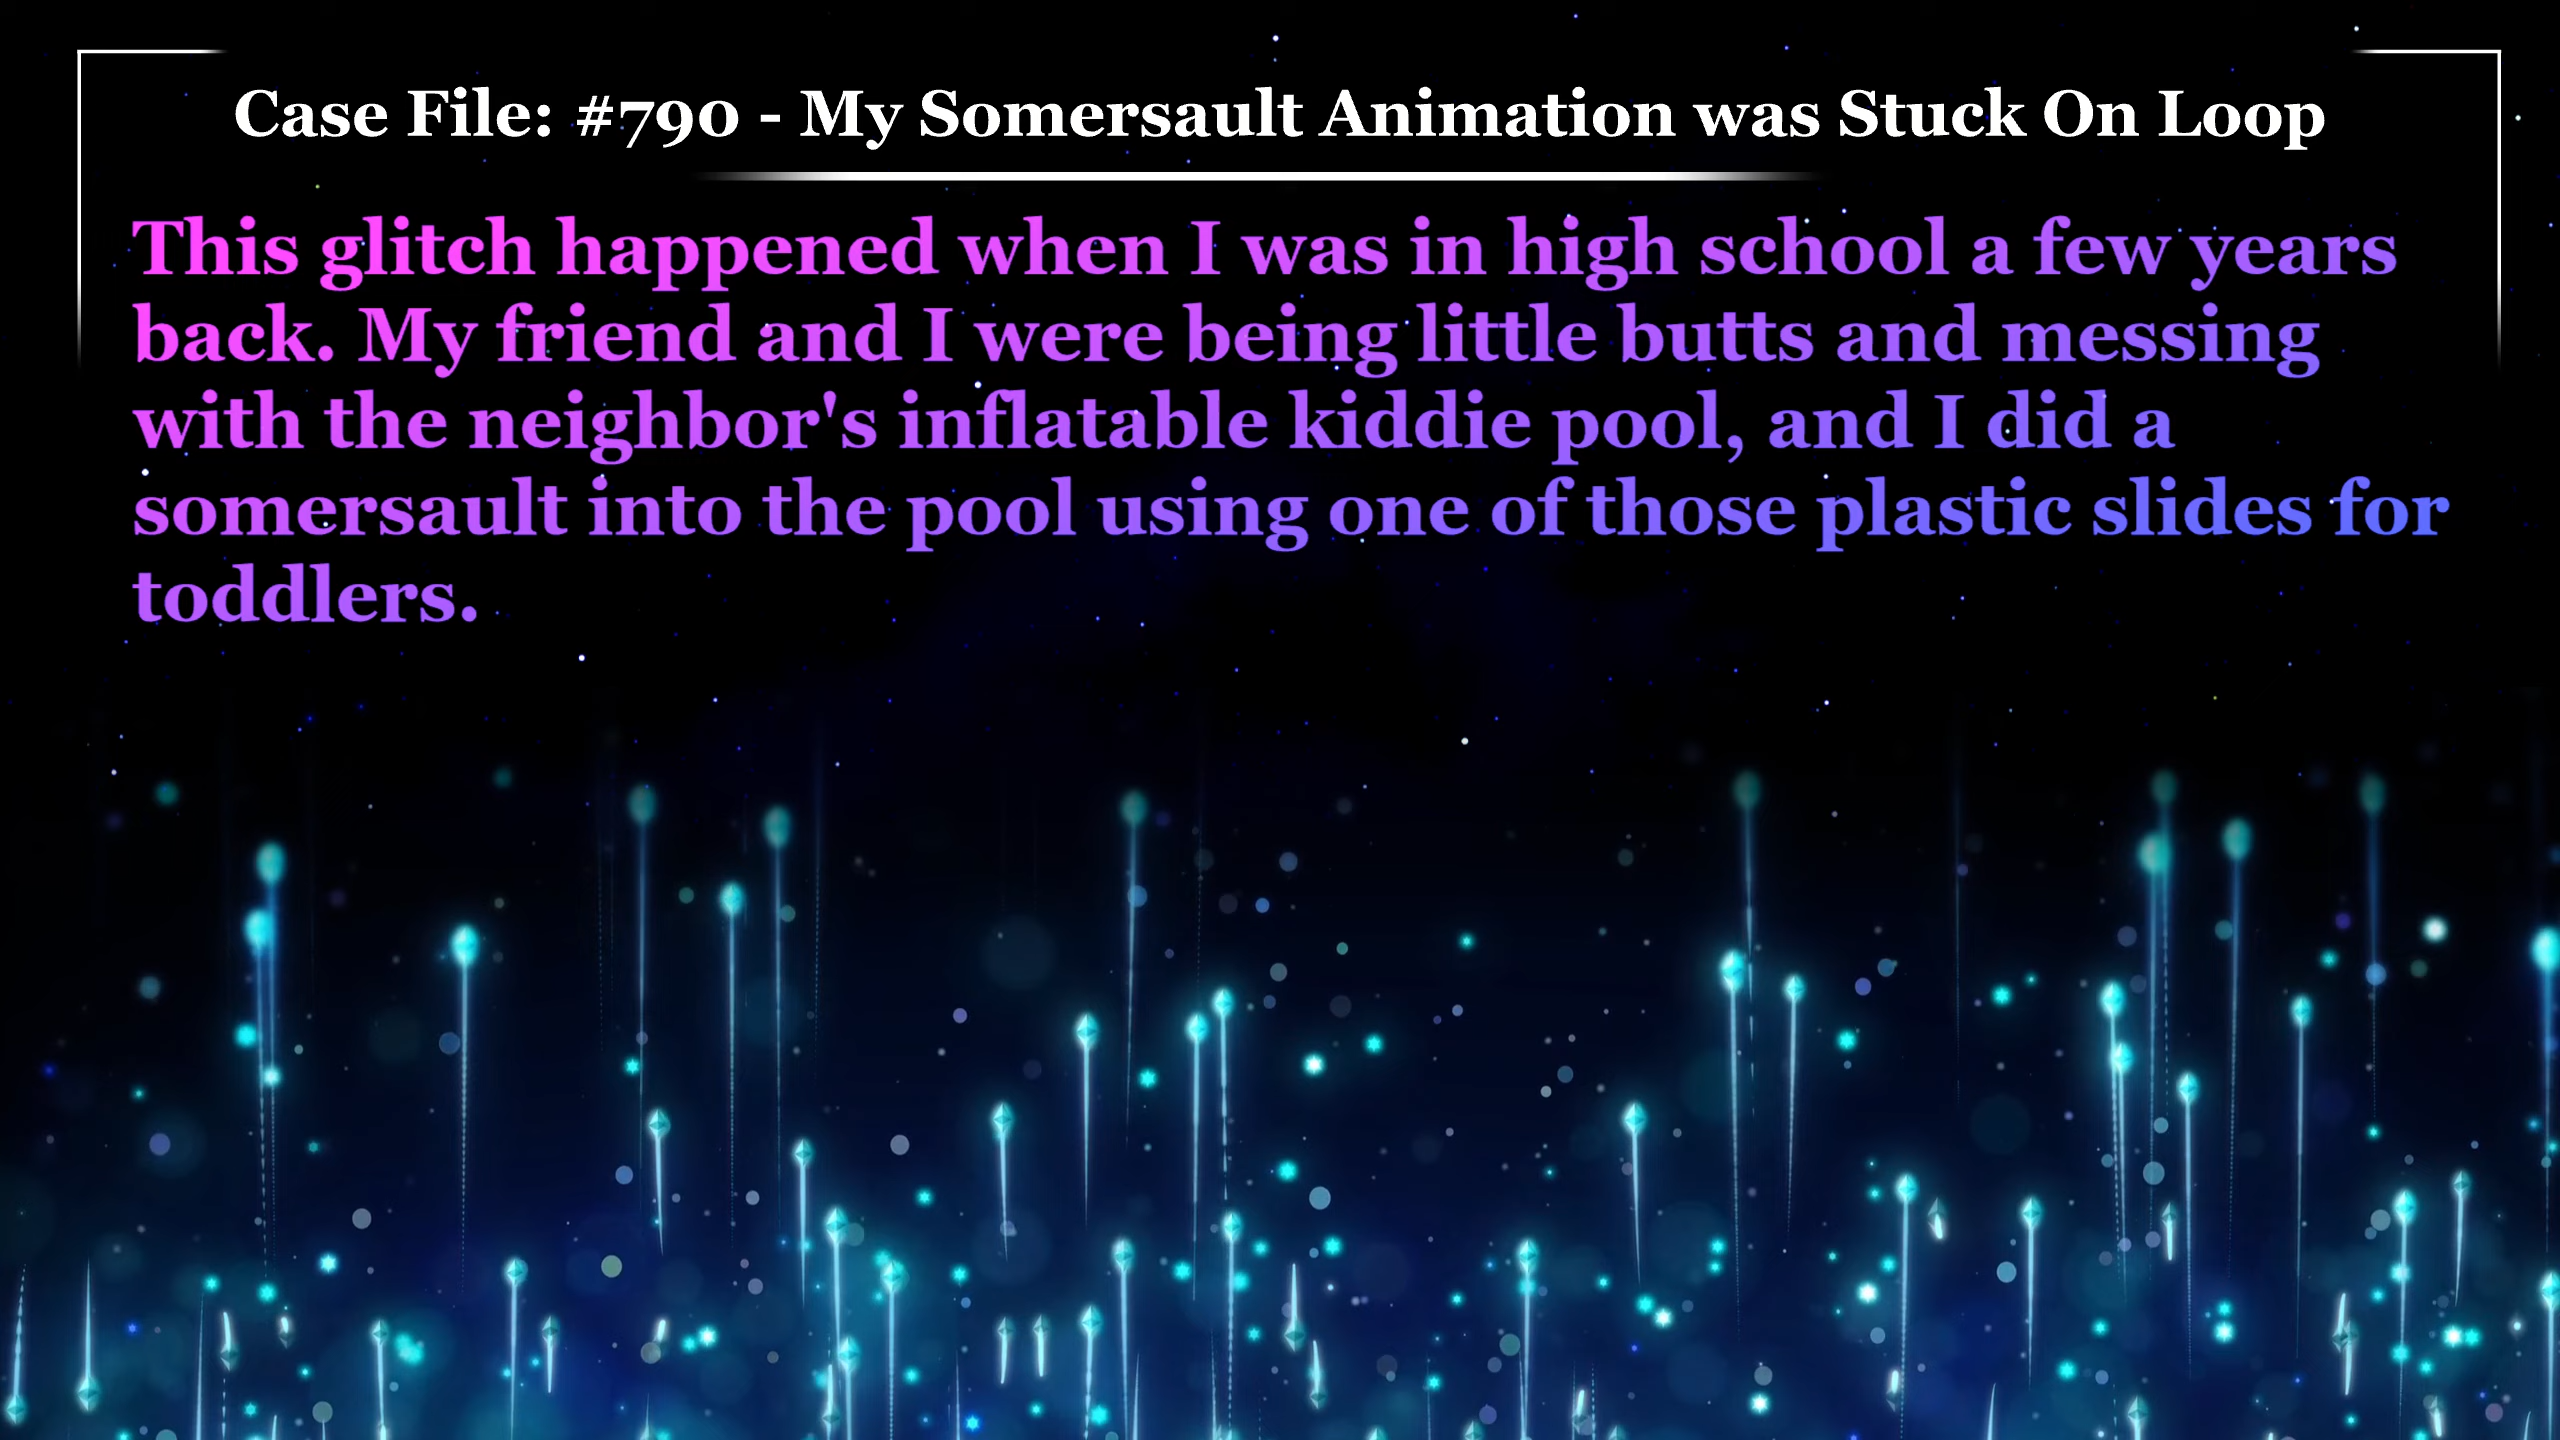 Case File: #790 - My Somersault Animation was Stuck On Loop
This glitch happened when I was in high school a few years
back. My friend and I were being little butts and messing
with the neighbor's inflatable kiddie pool, and I did a
somersault into the pool using one of those plastic slides for
toddlers.